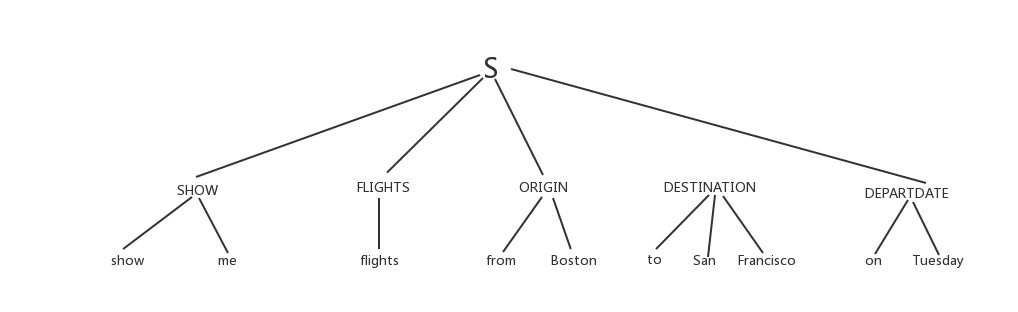 S
SHOW FLIGHTS ORIGIN DESTINATION DEPARTDATE
show me flights from Boston to San Francisco on Tuesday